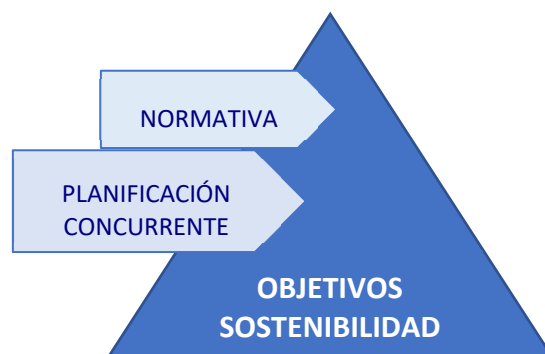 NORMATIVA
PLANIFICACIÓN
CONCURRENTE
OBJETIVOS
SOSTENIBILIDAD